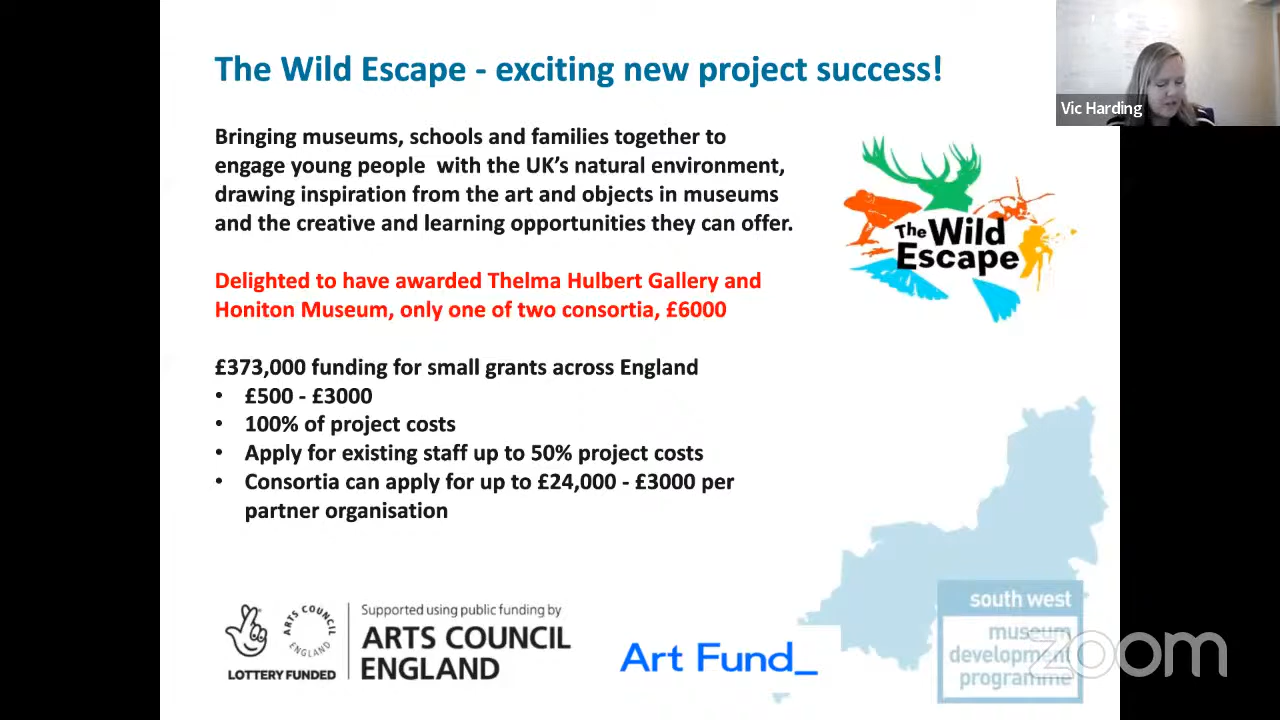 The Wild Escape - exciting new project success!
Vic Harding
Bringing museums, schools and families together to
engage young people with the UK's natural environment,
drawing inspiration from the art and objects in museums
and the creative and learning opportunities they can offer.
The Wild
Escape
Delighted to have awarded Thelma Hulbert Gallery and
Honiton Museum, only one of two consortia, £6000
£373,000 funding for small grants across England
• £500 - £3000
• 100% of project costs
• Apply for existing staff up to 50% project costs
• Consortia can apply for up to £24,000 - £3000 per
partner organisation
ARTS COUNCIL
ENGLAND
LOTTERY FUNDED
Supported using public funding by
ARTS COUNCIL
ENGLAND
Art Fund_
south west
museum
development
programme
zoom